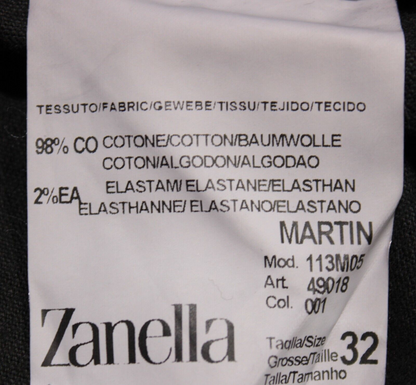 TESSUTO/FABRIC/GEWEBE/TISSU/TEJIDO/TECIDO
98% CO COTONE/COTTON/BAUMWOLLE
COTON/ALGODON/ALGODAO
2%EA ELASTAM/ ELASTANE/ELASTHAN
ELASTHANNE/ ELASTANO/ELASTANO
MARTIN
Mod. 113M05
Art. 49018
Col. 001
Zanella
Taglia/Size 32
Grosse/Taille
Talla/Tamanho